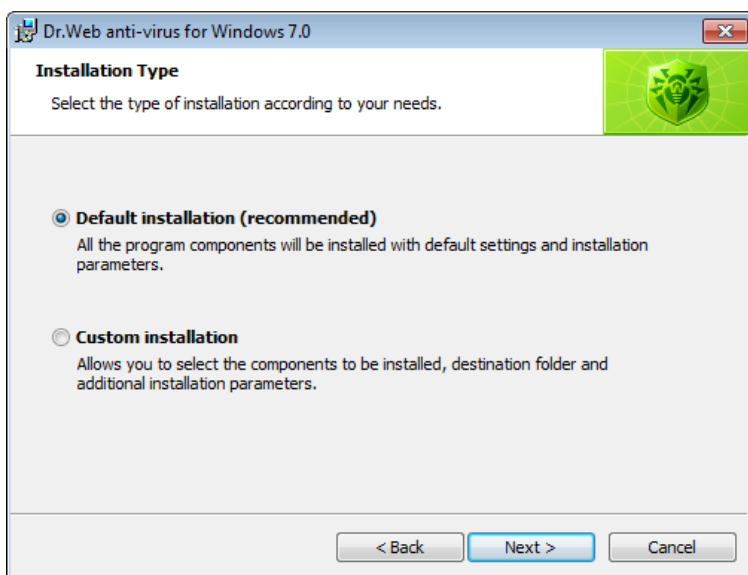 Dr.Web anti-virus for Windows 7.0
Installation Type
Select the type of installation according to your needs.
Default installation (recommended)
All the program components will be installed with default settings and installation
parameters.
Custom installation
Allows you to select the components to be installed, destination folder and
additional installation parameters.
< Back
Next >
Cancel